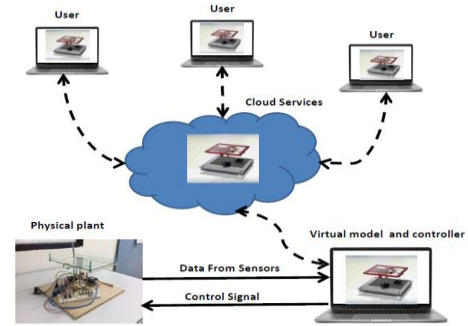 User
User
User
Cloud Services
Physical plant
Virtual model and controller
Data From Sensors
Control Signal